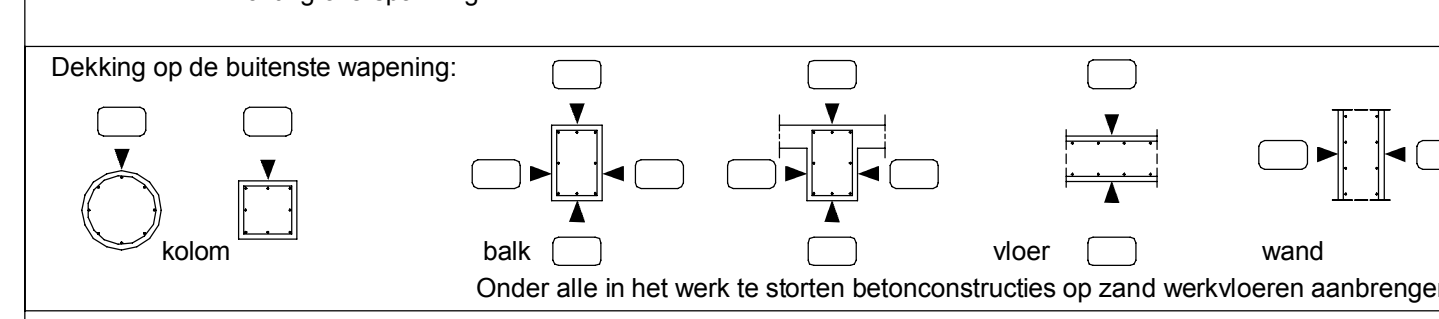 Dekking op de buitenste wapening:
kolom balk vloer wand
Onder alle in het werk te storten betonconstructies op zand werkvloeren